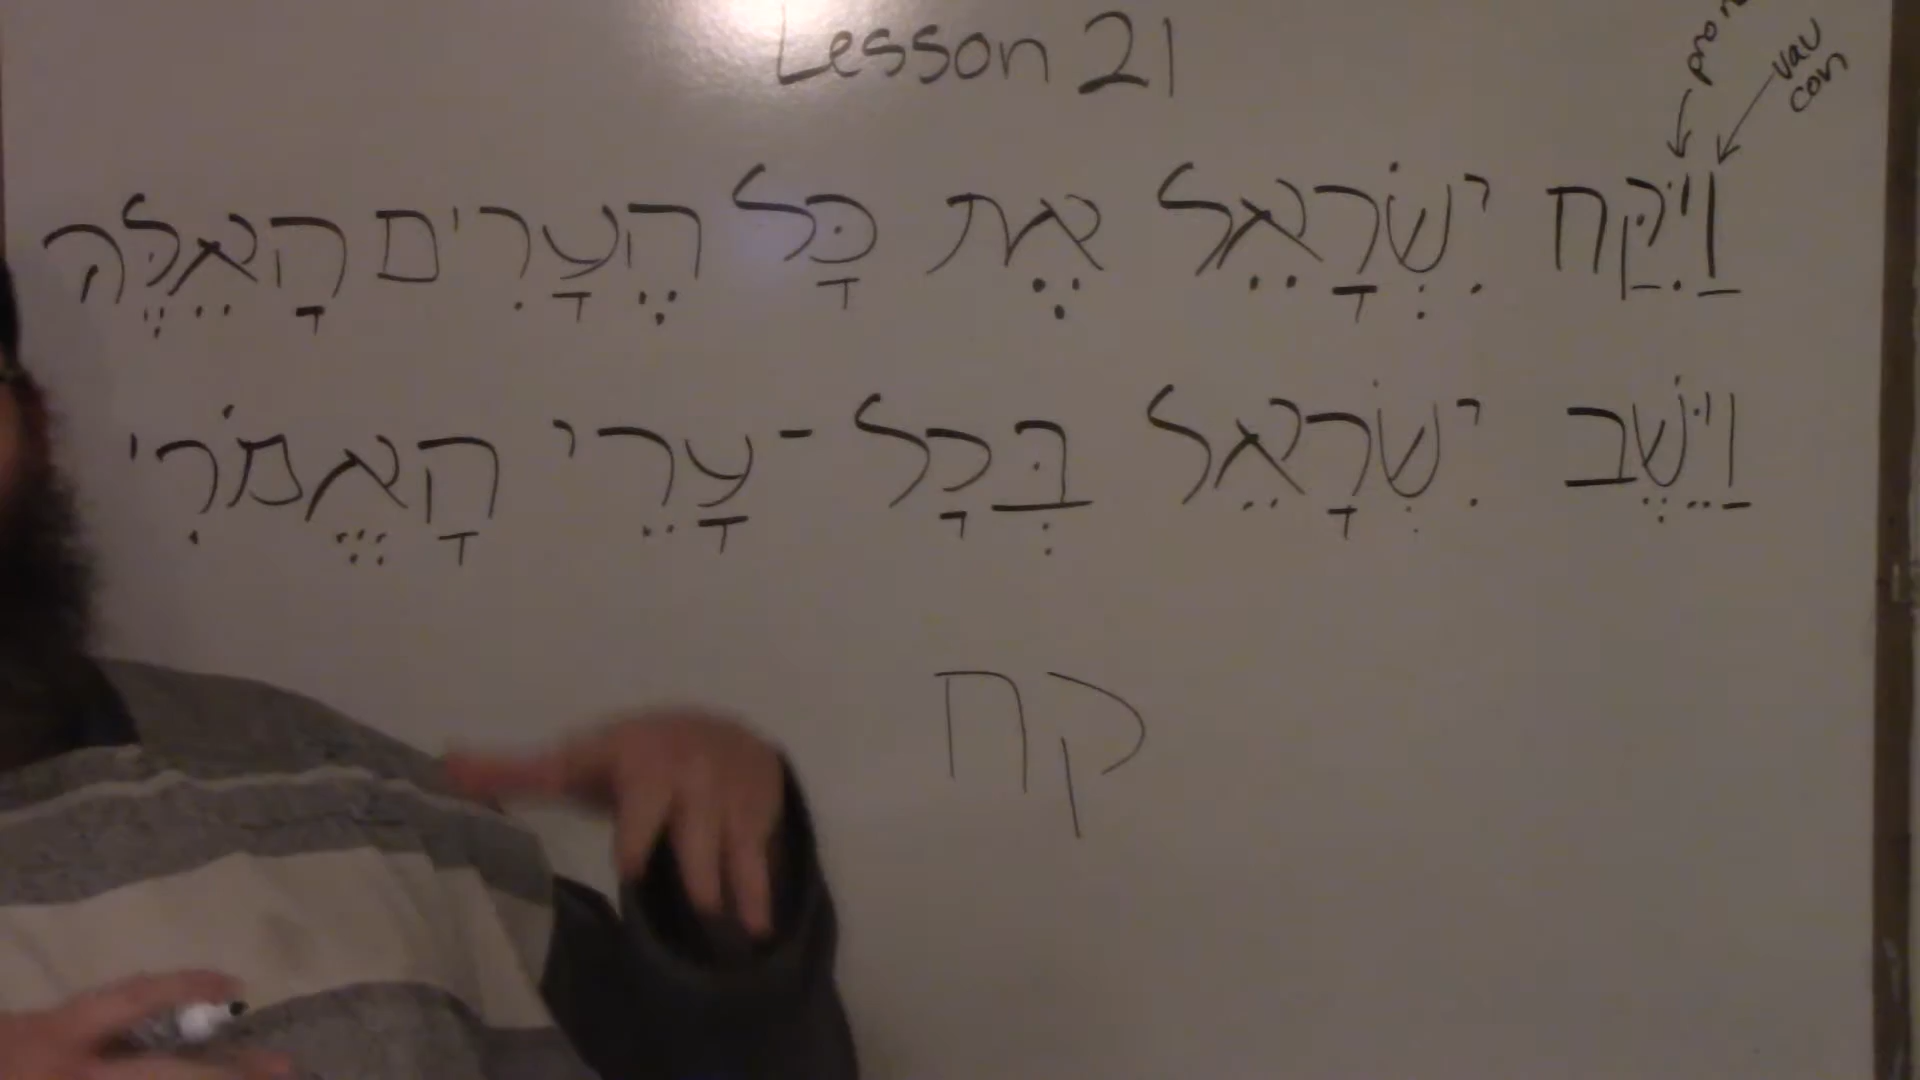 Lesson 21
vav
con
וַיִּקַּח יִשְׂרָאֵל אֶת כָּל הֶעָרִים הָאֵלֶּה
וַיֵּשֶׁב יִשְׂרָאֵל בְּכָל־עָרֵי הָאֱמֹרִי
קח